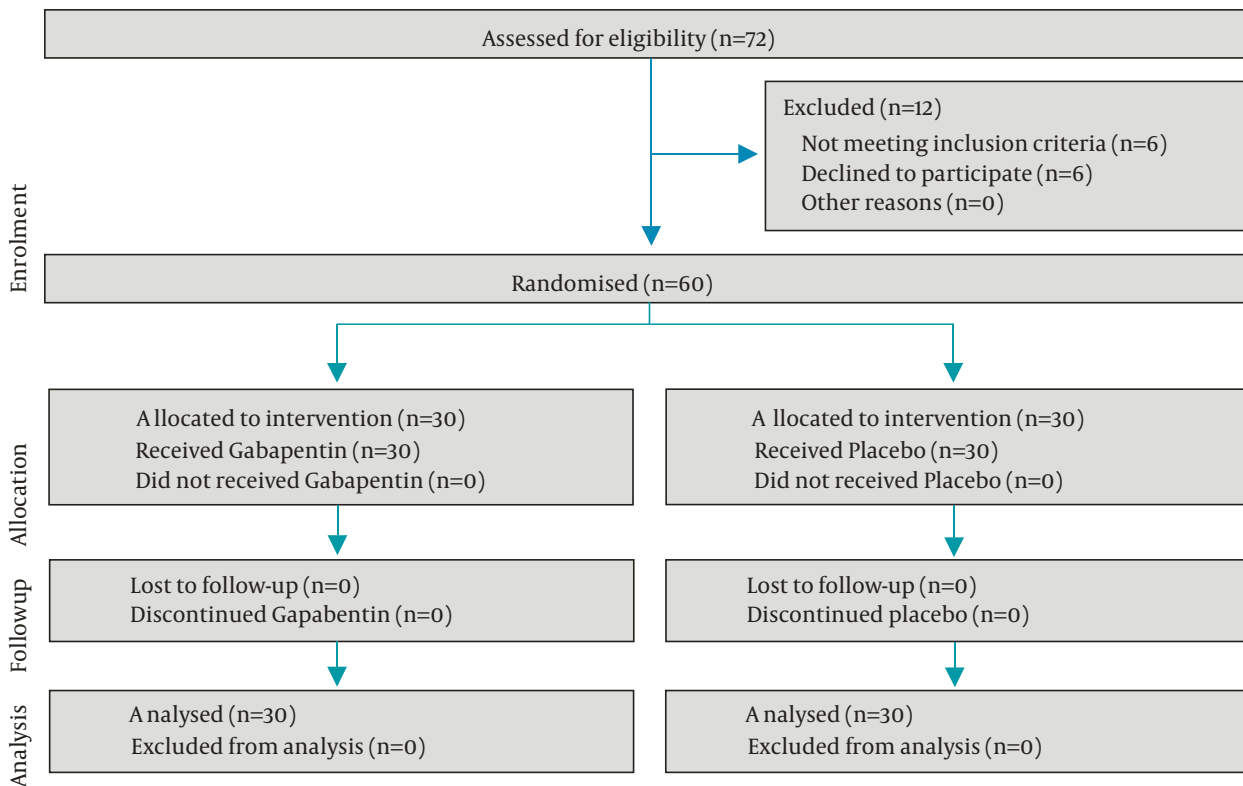 Assessed for eligibility (n=72)
Excluded (n=12)
Not meeting inclusion criteria (n=6)
Declined to participate (n=6)
Other reasons (n=0)
Enrolment
Randomised (n=60)
Allocation
A llocated to intervention (n=30)
Received Gabapentin (n=30)
Did not received Gabapentin (n=0)
A llocated to intervention (n=30)
Received Placebo (n=30)
Did not received Placebo (n=0)
Followup
Lost to follow-up (n=0)
Discontinued Gapabentin (n=0)
Lost to follow-up (n=0)
Discontinued placebo (n=0)
Analysis
A nalysed (n=30)
Excluded from analysis (n=0)
A nalysed (n=30)
Excluded from analysis (n=0)